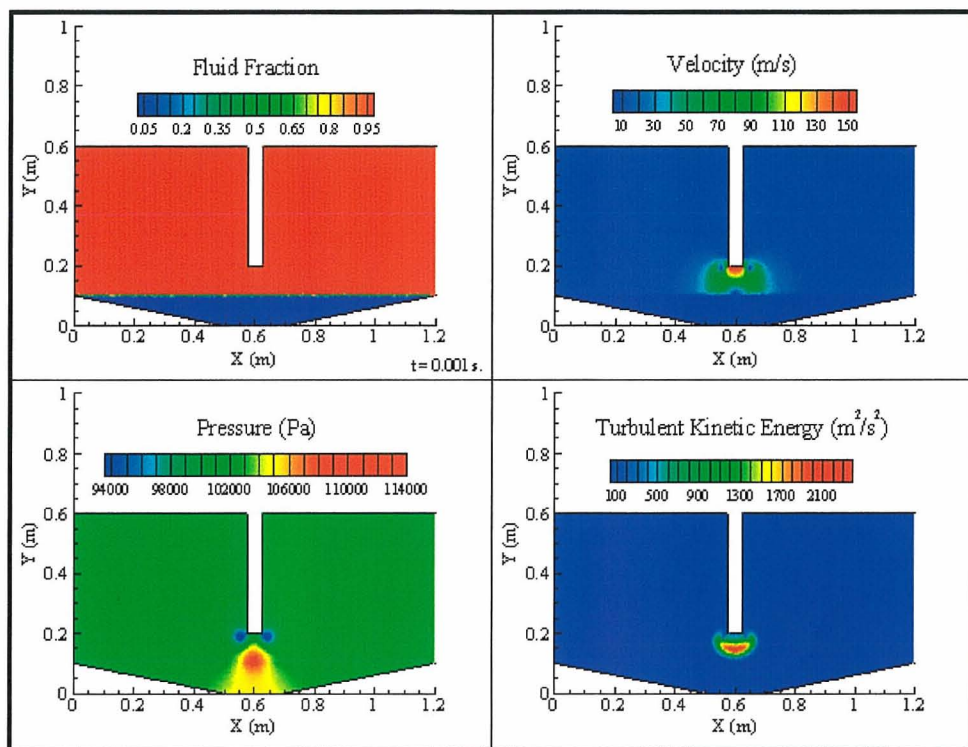 Fluid Fraction
0.05 0.2 0.35 0.5 0.65 0.8 0.95
1
0.8
0.6
0.4
0.2
0
Y (m)
0 0.2 0.4 0.6 0.8 1 1.2
X (m)
t = 0.001 s.
Velocity (m/s)
10 30 50 70 90 110 130 150
1
0.8
0.6
0.4
0.2
0
Y (m)
0 0.2 0.4 0.6 0.8 1 1.2
X (m)
Pressure (Pa)
94000 98000 102000 106000 110000 114000
1
0.8
0.6
0.4
0.2
0
Y (m)
0 0.2 0.4 0.6 0.8 1 1.2
X (m)
Turbulent Kinetic Energy (m²/s²)
100 500 900 1300 1700 2100
1
0.8
0.6
0.4
0.2
0
Y (m)
0 0.2 0.4 0.6 0.8 1 1.2
X (m)